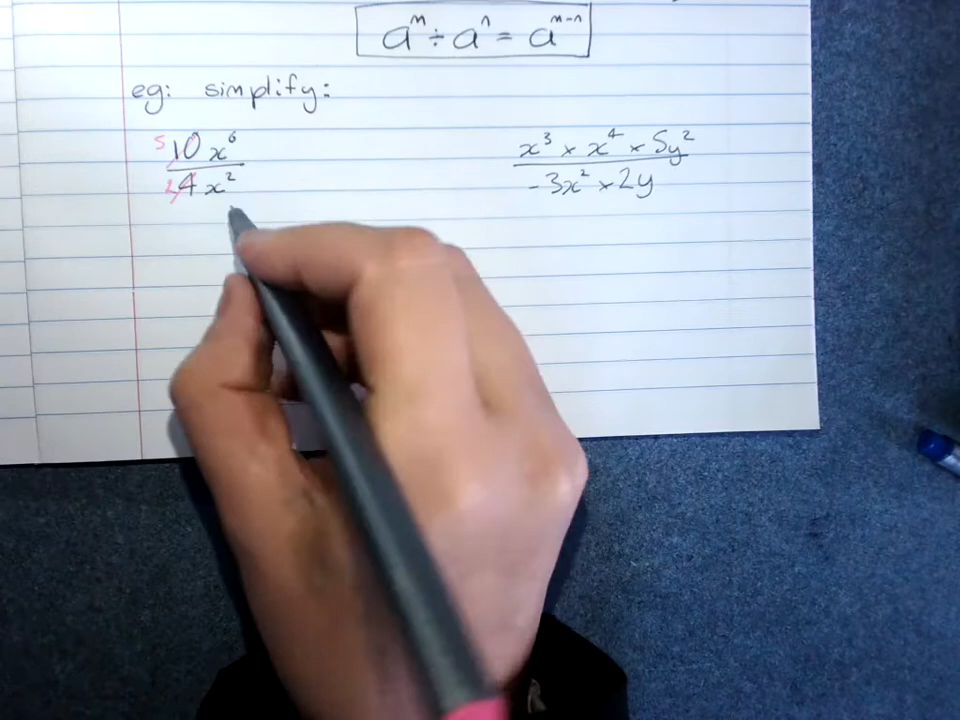 a^m ÷ a^n = a^(m-n)
eg: simplify:
5 10x^6
2 4x^2
x^3 × x^4 × 5y^2
-3x^2 × 2y